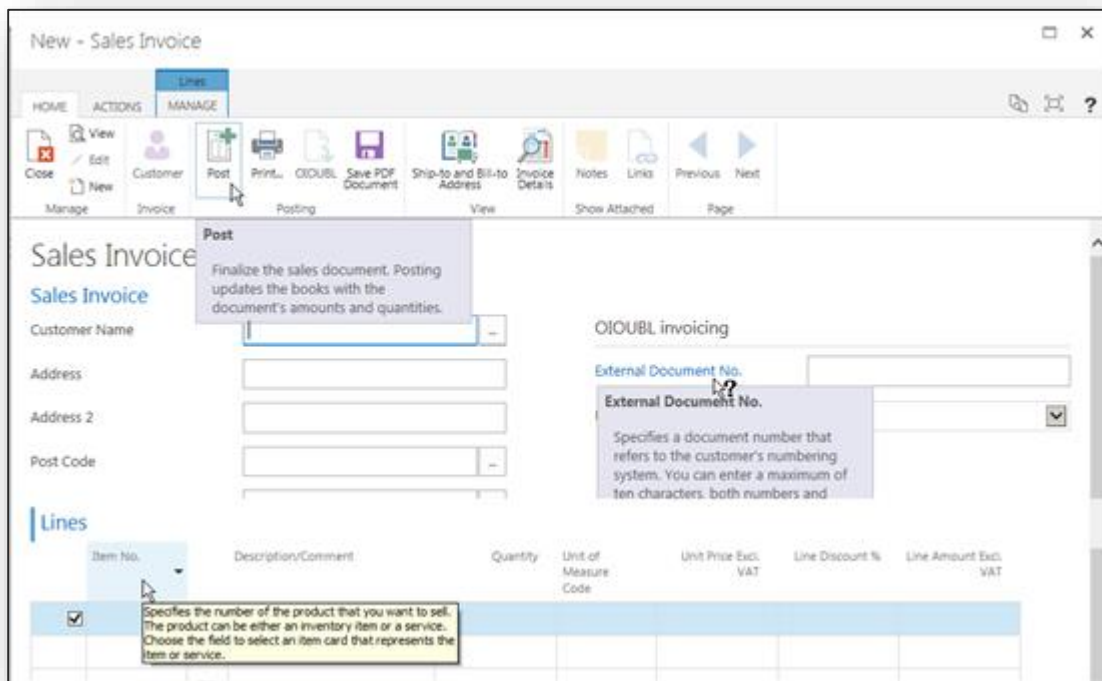 New - Sales Invoice
Lines
HOME ACTIONS MANAGE
?
Close
View
Edit
New
Customer
Post
Print...
OIOUBL
Save PDF Document
Ship-to and Bill-to Address
Invoice Details
Notes
Links
Previous
Next
Manage Invoice Posting View Show Attached Page
Post
Finalize the sales document. Posting
updates the books with the
document's amounts and quantities.
Sales Invoice
Sales Invoice
Customer Name
...
Address
Address 2
Post Code
...
OIOUBL invoicing
External Document No.
External Document No.
Specifies a document number that
refers to the customer's numbering
system. You can enter a maximum of
ten characters, both numbers and
Lines
Item No. Description/Comment Quantity Unit of Measure Code Unit Price Excl. VAT Line Discount % Line Amount Excl. VAT
Specifies the number of the product that you want to sell.
The product can be either an inventory item or a service.
Choose the field to select an item card that represents the
item or service.